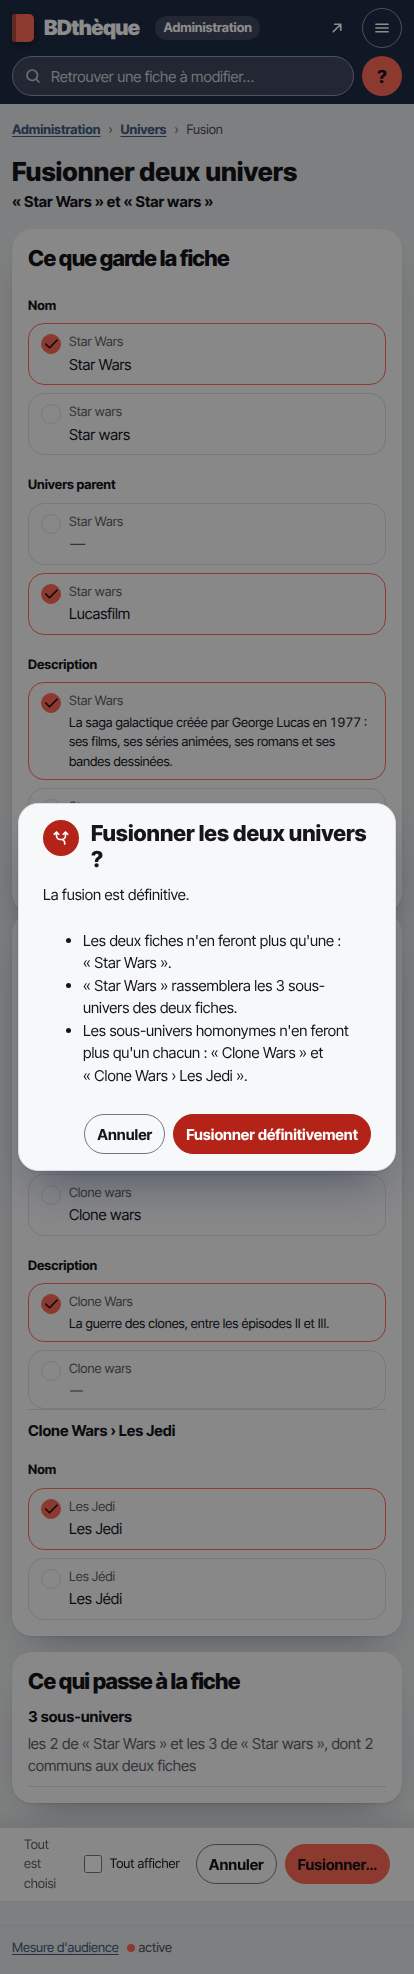 BDthèque Administration
Retrouver une fiche à modifier...
?
Administration › Univers › Fusion
Fusionner deux univers
« Star Wars » et « Star wars »
Ce que garde la fiche
Nom
Star Wars
Star Wars
Star wars
Star wars
Univers parent
Star Wars
—
Star wars
Lucasfilm
Description
Star Wars
La saga galactique créée par George Lucas en 1977 :
ses films, ses séries animées, ses romans et ses
bandes dessinées.
Fusionner les deux univers
?
La fusion est définitive.
• Les deux fiches n'en feront plus qu'une :
« Star Wars ».
• « Star Wars » rassemblera les 3 sous-
univers des deux fiches.
• Les sous-univers homonymes n'en feront
plus qu'un chacun : « Clone Wars » et
« Clone Wars › Les Jedi ».
Annuler Fusionner définitivement
Clone wars
Clone wars
Description
Clone Wars
La guerre des clones, entre les épisodes II et III.
Clone wars
—
Clone Wars › Les Jedi
Nom
Les Jedi
Les Jedi
Les Jédi
Les Jédi
Ce qui passe à la fiche
3 sous-univers
les 2 de « Star Wars » et les 3 de « Star wars », dont 2
communs aux deux fiches
Tout
est
choisi
Tout afficher Annuler Fusionner...
Mesure d'audience active